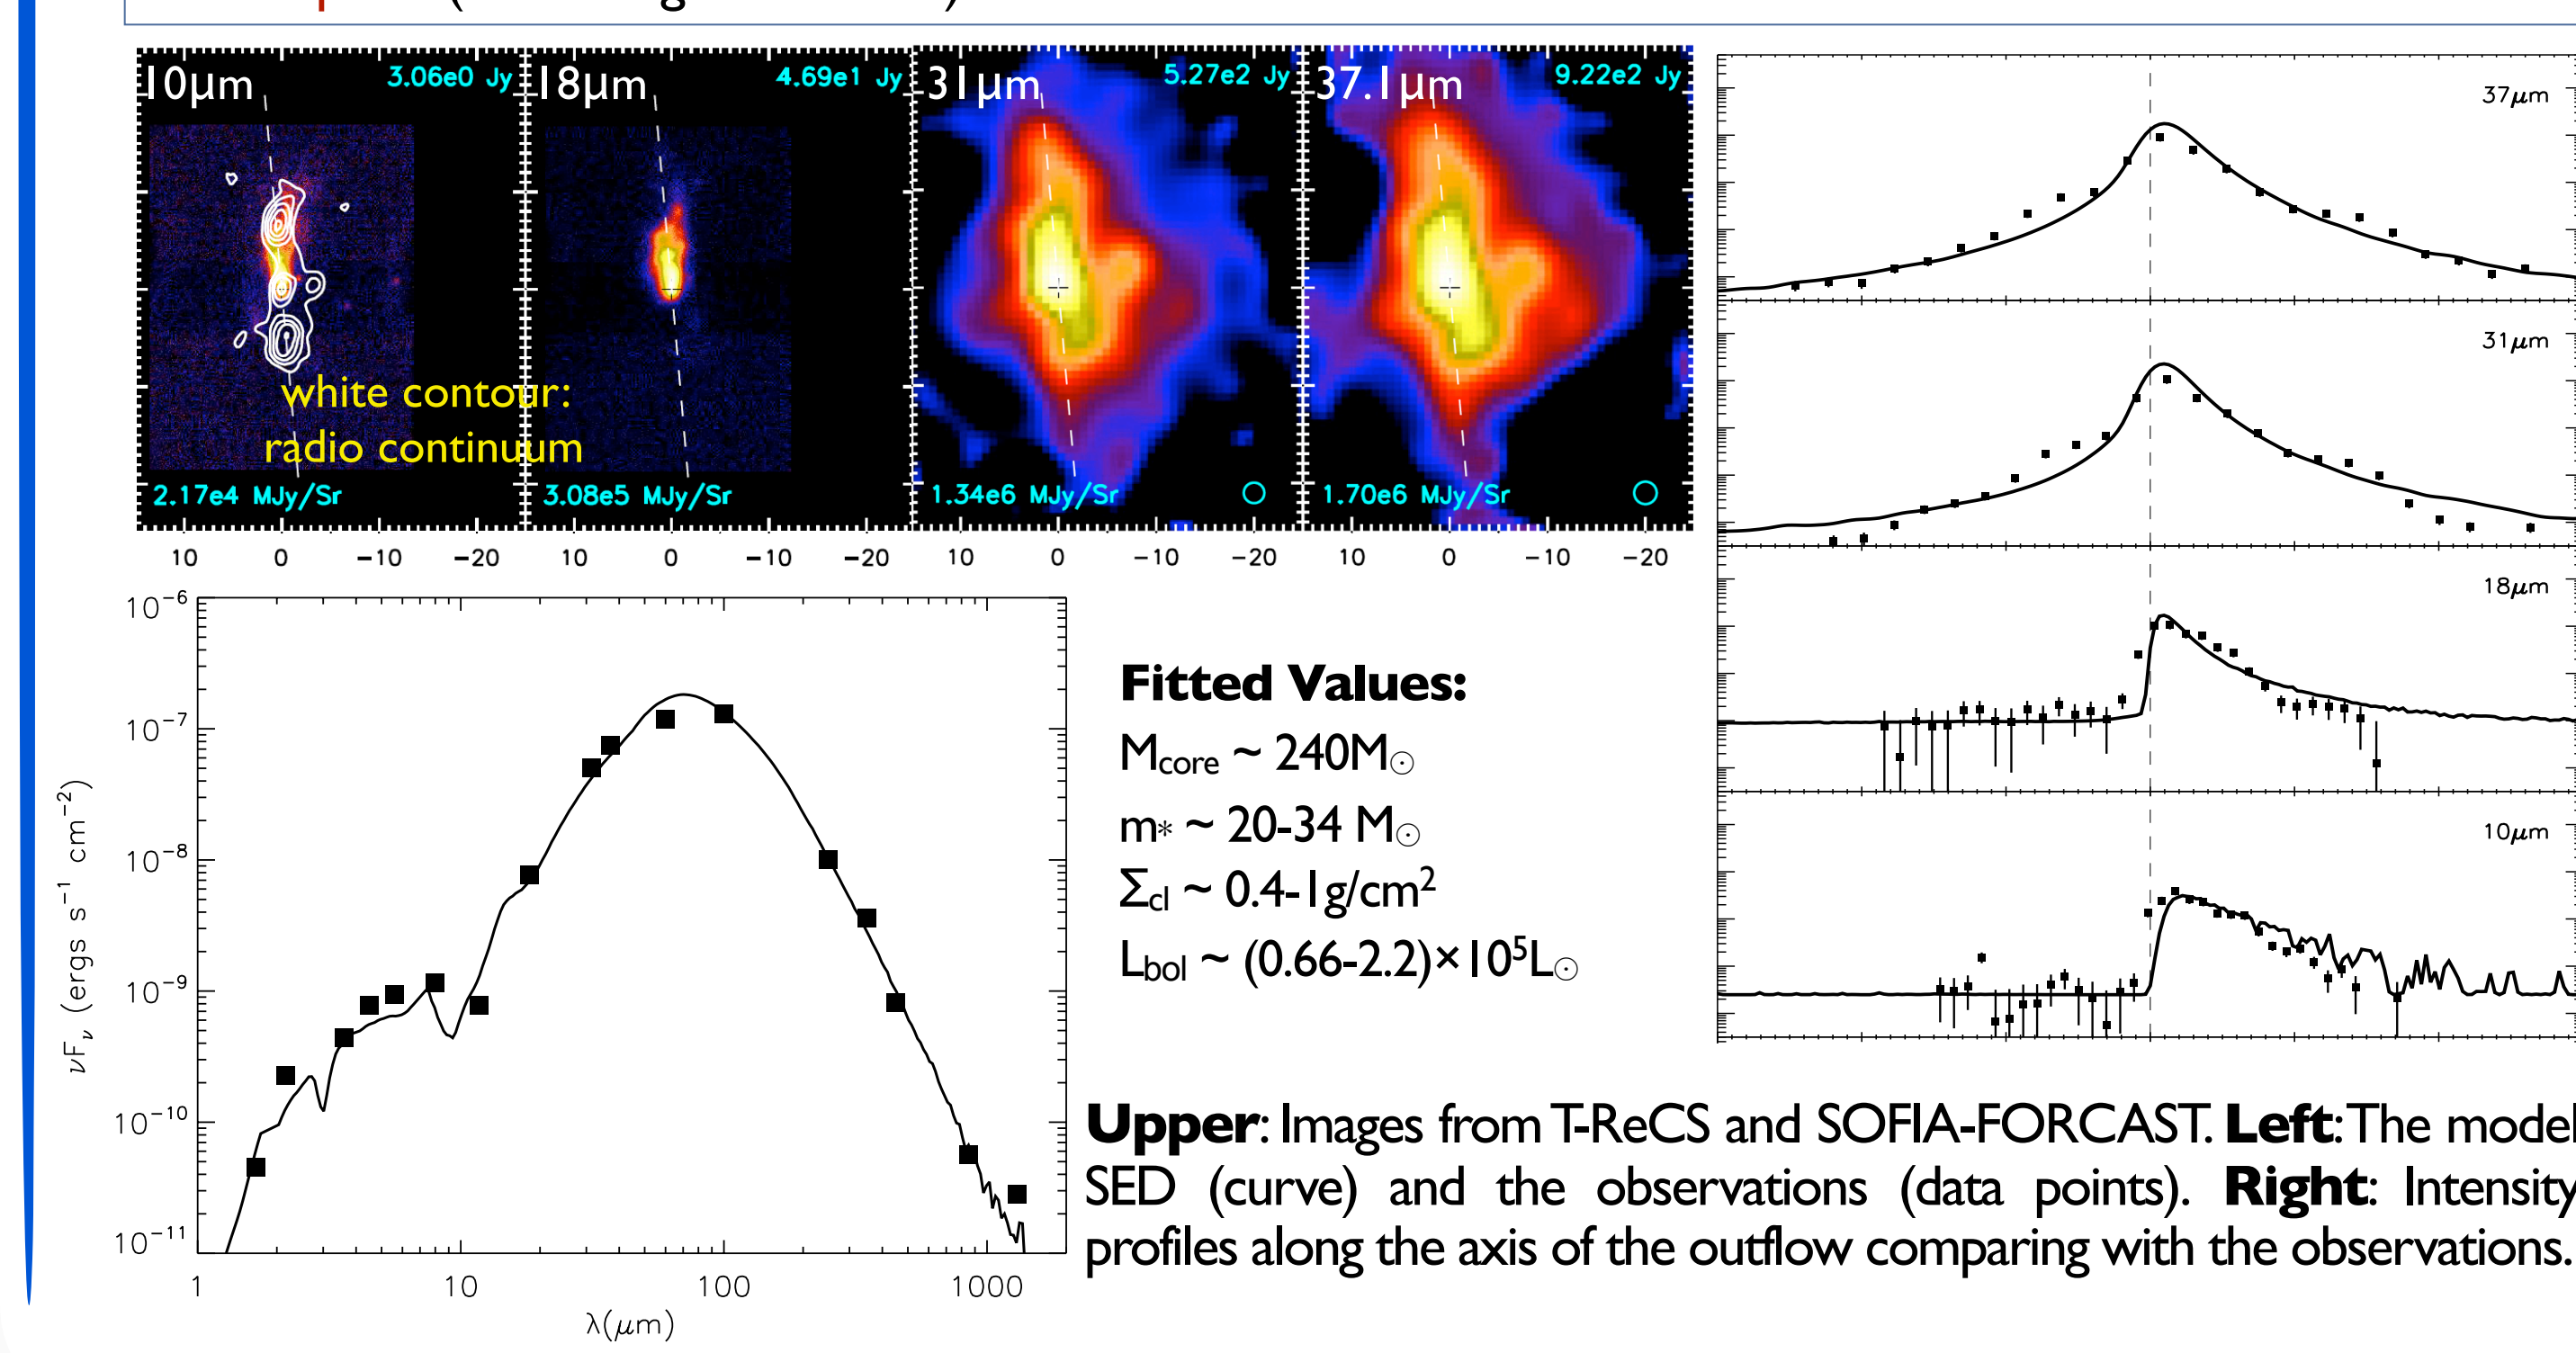 10μm 3.06e0 Jy
18μm 4.69e1 Jy
31μm 5.27e2 Jy
37.1μm 9.22e2 Jy
white contour:
radio continuum
2.17e4 MJy/Sr
3.08e5 MJy/Sr
1.34e6 MJy/Sr
1.70e6 MJy/Sr
10 0 -10 -20 10 0 -10 -20 10 0 -10 -20 10 0 -10 -20
37μm
31μm
18μm
10μm
10⁻⁶
10⁻⁷
10⁻⁸
10⁻⁹
10⁻¹⁰
10⁻¹¹
νFν (ergs s⁻¹ cm⁻²)
1 10 100 1000
λ(μm)
Fitted Values:
Mcore ~ 240M☉
m* ~ 20-34 M☉
Σcl ~ 0.4-1g/cm²
Lbol ~ (0.66-2.2)×10⁵L☉
Upper: Images from T-ReCS and SOFIA-FORCAST. Left: The model
SED (curve) and the observations (data points). Right: Intensity
profiles along the axis of the outflow comparing with the observations.